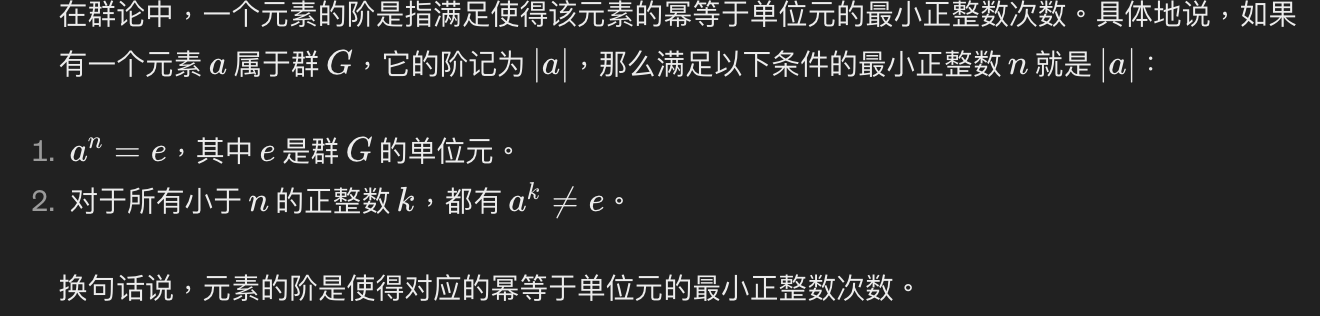 在群论中，一个元素的阶是指满足使得该元素的幂等于单位元的最小正整数次数。具体地说，如果
有一个元素 a 属于群 G，它的阶记为 |a|，那么满足以下条件的最小正整数 n 就是 |a|：
1. aⁿ = e，其中 e 是群 G 的单位元。
2. 对于所有小于 n 的正整数 k，都有 aᵏ ≠ e。
换句话说，元素的阶是使得对应的幂等于单位元的最小正整数次数。